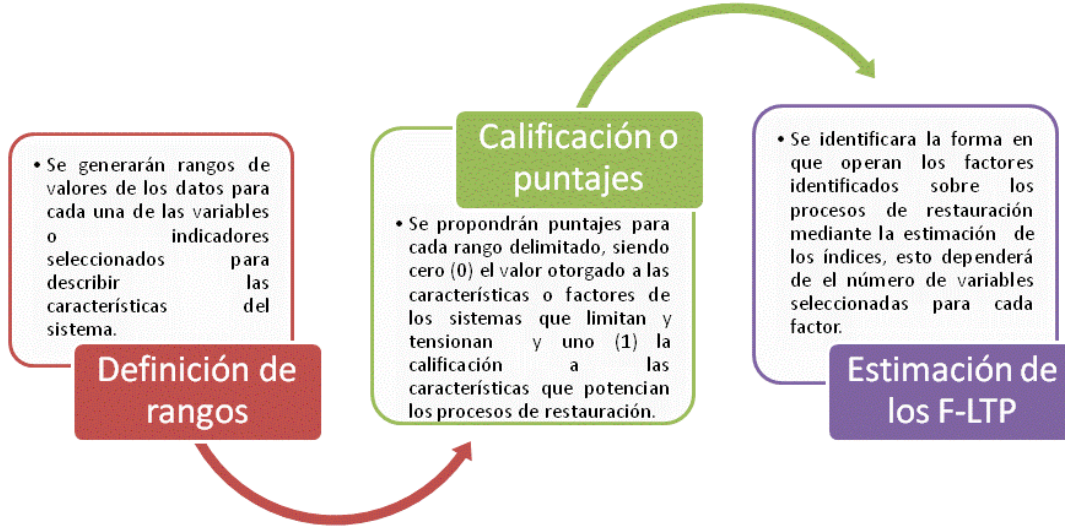 • Se generarán rangos de
valores de los datos para
cada una de las variables
o indicadores
seleccionados para
describir las
características del
sistema.
Definición de
rangos
Calificación o
puntajes
• Se propondrán puntajes para
cada rango delimitado, siendo
cero (0) el valor otorgado a las
características o factores de
los sistemas que limitan y
tensionan y uno (1) la
calificación a las
características que potencian
los procesos de restauración.
• Se identificara la forma en
que operan los factores
identificados sobre los
procesos de restauración
mediante la estimación de
los índices, esto dependerá
de el número de variables
seleccionadas para cada
factor.
Estimación de
los F-LTP